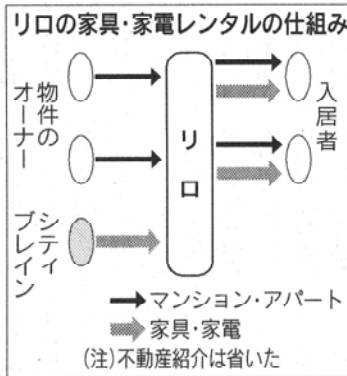 リロの家具・家電レンタルの仕組み
物件の
オーナー
シティ
ブレイン
リロ
入居者
マンション・アパート
家具・家電
(注)不動産紹介は省いた